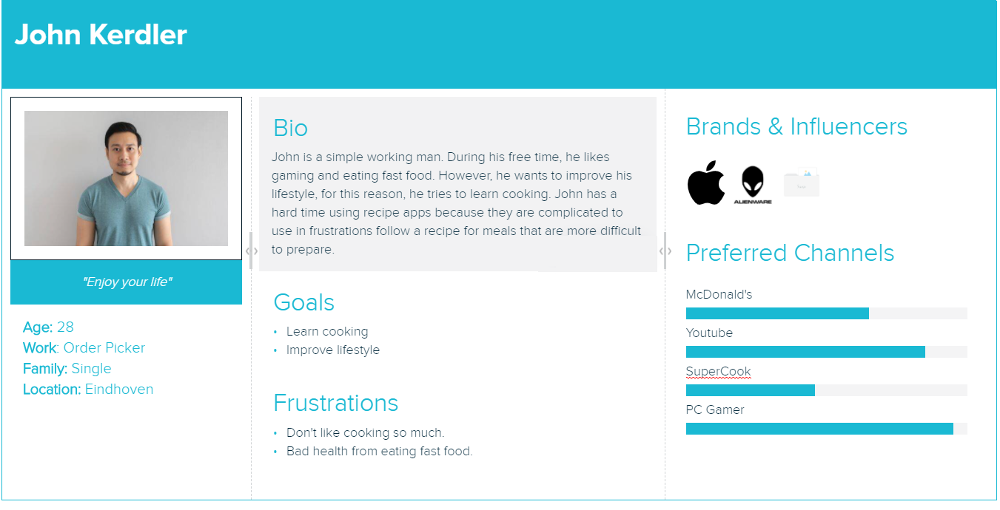 John Kerdler
"Enjoy your life"
Age: 28
Work: Order Picker
Family: Single
Location: Eindhoven
Bio
John is a simple working man. During his free time, he likes
gaming and eating fast food. However, he wants to improve his
lifestyle, for this reason, he tries to learn cooking. John has a
hard time using recipe apps because they are complicated to
use in frustrations follow a recipe for meals that are more difficult
to prepare.
Goals
• Learn cooking
• Improve lifestyle
Frustrations
• Don't like cooking so much.
• Bad health from eating fast food.
Brands & Influencers
ALIENWARE
Preferred Channels
McDonald's
Youtube
SuperCook
PC Gamer